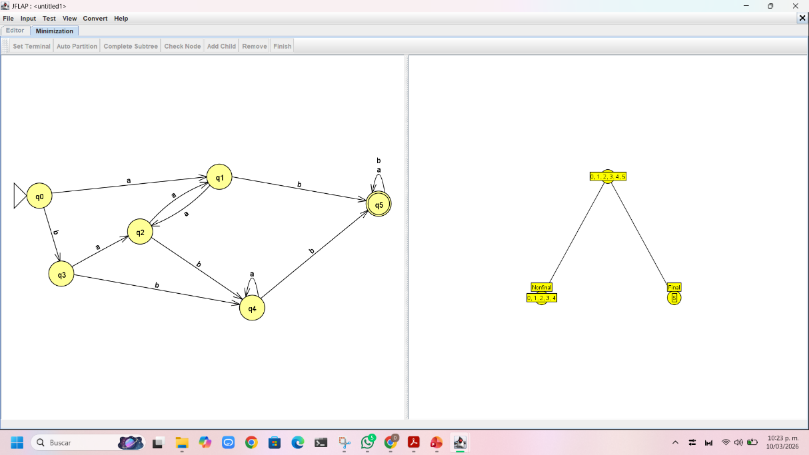 JFLAP : <untitled1>
File Input Test View Convert Help
Editor Minimization
Set Terminal Auto Partition Complete Subtree Check Node Add Child Remove Finish
b
a
0, 1, 2, 3, 4, 5
q1
a
b
q0
a
q5
a
b
q2
a
b
b
q3
b
a
q4
Nonfinal
0, 1, 2, 3, 4
Final
5
Buscar
10:23 p. m.
10/03/2026